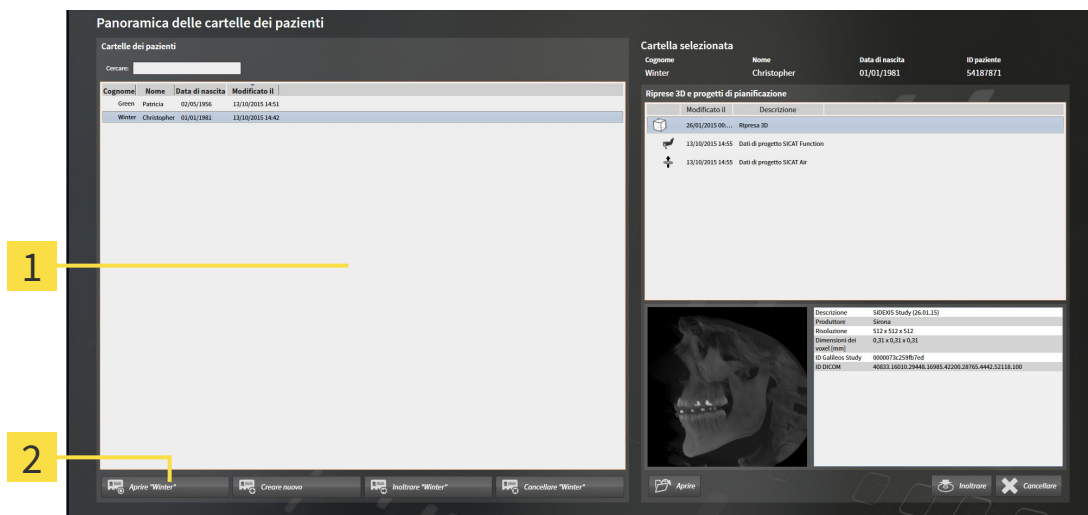 Panoramica delle cartelle dei pazienti
Cartelle dei pazienti
Cercare:
Cognome Nome Data di nascita Modificato il
Green Patricia 02/05/1956 13/10/2015 14:51
Winter Christopher 01/01/1981 13/10/2015 14:42
1
2
Aprire "Winter" Creare nuovo Inoltrare "Winter" Cancellare "Winter"
Cartella selezionata
Cognome Nome Data di nascita ID paziente
Winter Christopher 01/01/1981 54187871
Riprese 3D e progetti di pianificazione
Modificato il Descrizione
26/01/2015 00:... Ripresa 3D
13/10/2015 14:55 Dati di progetto SICAT Function
13/10/2015 14:55 Dati di progetto SICAT Air
Descrizione SIDEXIS Study (26.01.15)
Produttore Sirona
Risoluzione 512 x 512 x 512
Dimensioni dei voxel [mm] 0,31 x 0,31 x 0,31
ID Galileos Study 0000073c259fb7ed
ID DICOM 40833.16010.29448.16985.42200.28765.4442.52118.100
Aprire Inoltrare Cancellare